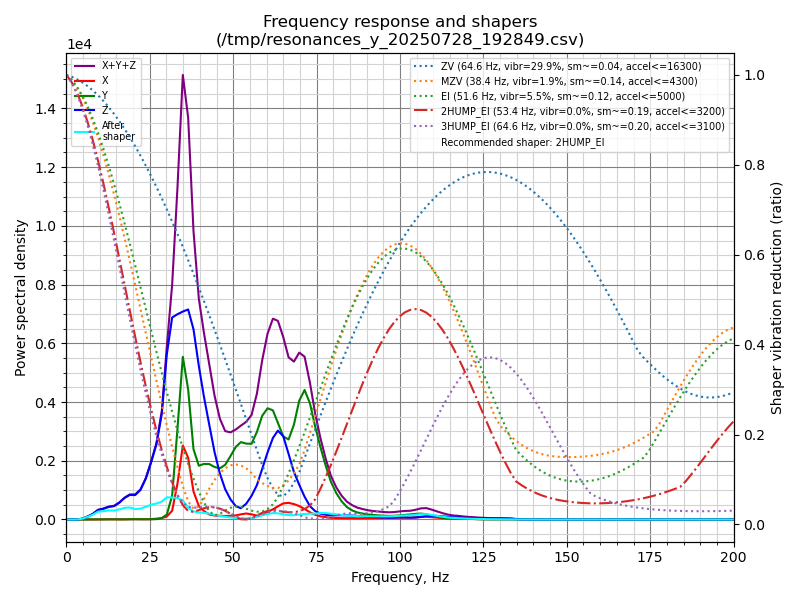 Frequency response and shapers
(/tmp/resonances_y_20250728_192849.csv)
1e4
X+Y+Z
X
Y
Z
After
shaper
ZV (64.6 Hz, vibr=29.9%, sm~=0.04, accel<=16300)
MZV (38.4 Hz, vibr=1.9%, sm~=0.14, accel<=4300)
EI (51.6 Hz, vibr=5.5%, sm~=0.12, accel<=5000)
2HUMP_EI (53.4 Hz, vibr=0.0%, sm~=0.19, accel<=3200)
3HUMP_EI (64.6 Hz, vibr=0.0%, sm~=0.20, accel<=3100)
Recommended shaper: 2HUMP_EI
Power spectral density
1.4
1.2
1.0
0.8
0.6
0.4
0.2
0.0
1.0
0.8
0.6
0.4
0.2
0.0
Shaper vibration reduction (ratio)
0 25 50 75 100 125 150 175 200
Frequency, Hz